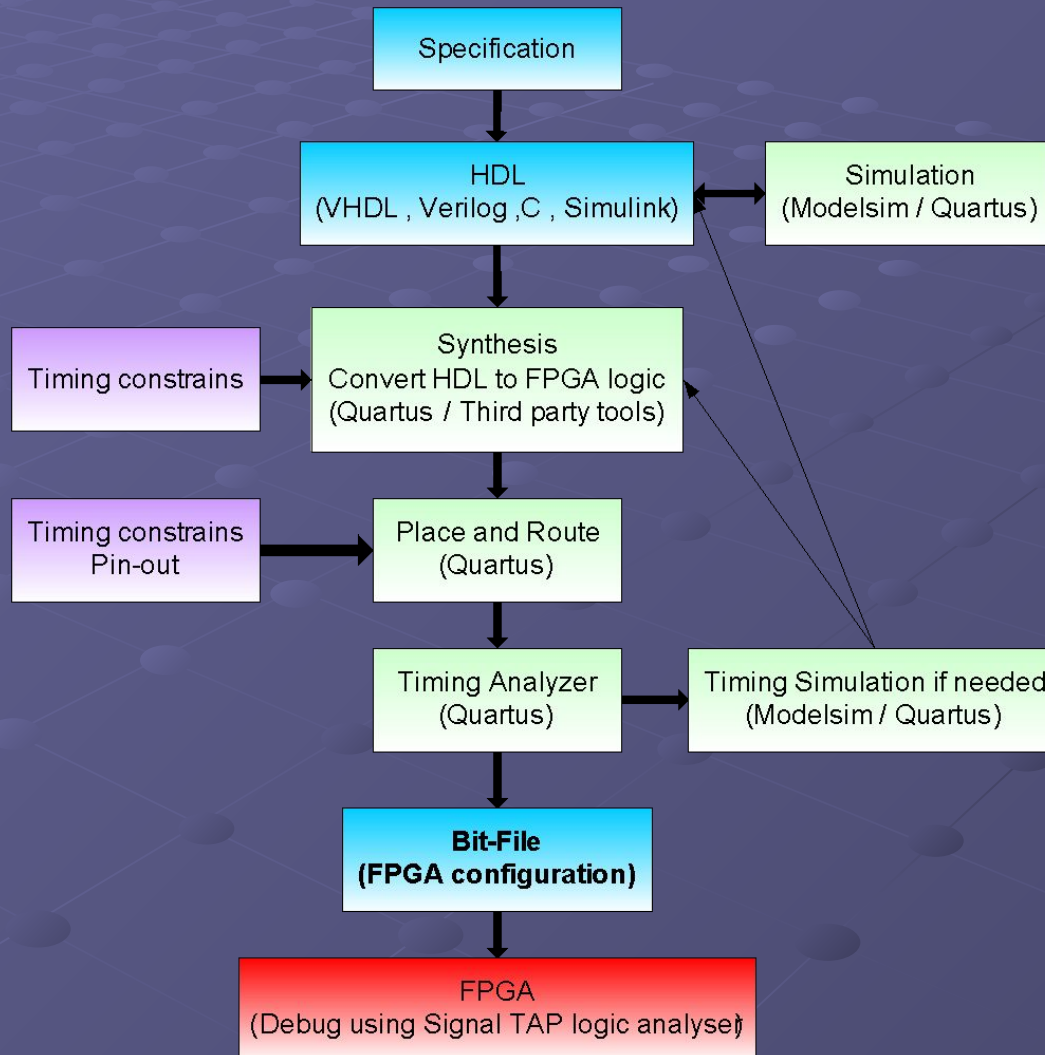 Specification
HDL
(VHDL , Verilog ,C , Simulink)
Simulation
(Modelsim / Quartus)
Timing constrains
Synthesis
Convert HDL to FPGA logic
(Quartus / Third party tools)
Timing constrains
Pin-out
Place and Route
(Quartus)
Timing Analyzer
(Quartus)
Timing Simulation if needed
(Modelsim / Quartus)
Bit-File
(FPGA configuration)
FPGA
(Debug using Signal TAP logic analyser)